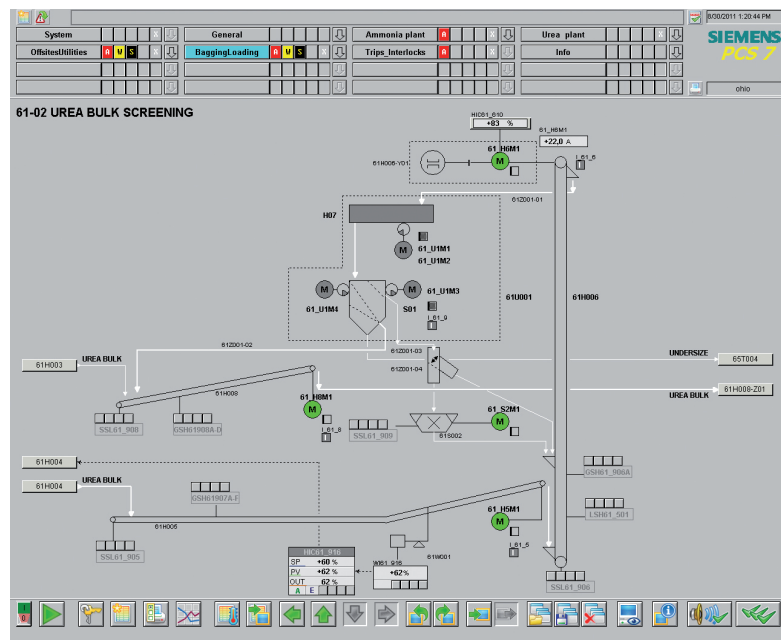 8/30/2011 1:20:44 PM
System X General Ammonia plant A X Urea plant X
SIEMENS
OffsitesUtilities A W S X BaggingLoading A W S X Trips_Interlocks A Info
PCS 7
ohio
61-02 UREA BULK SCREENING
HIC61_610
+83 %
61_H6M1
+22,0 A
61_H6M1
M
61H006-Y01
I_61_6
61Z001-01
H07
M
61_U1M1
61_U1M2
M
M
61_U1M3
61_U1M4
S01
61U001
61H006
I_61_9
61Z001-02
61Z001-03
UREA BULK
UNDERSIZE
61H003
65T004
61Z001-04
61H008
UREA BULK
61H008-Z01
61_H8M1
M
61_S2M1
M
SSL61_908
GSH61908A-D
I_61_8
SSL61_909
61S002
61H004
GSH61_906A
61H004
UREA BULK
GSH61907A-F
LSH61_501
61_H5M1
M
61H005
I_61_5
SSL61_905
HIC61_916
SP +60 %
PV +62 %
OUT 62 %
A E
WI61_916
+62%
61W001
SSL61_906